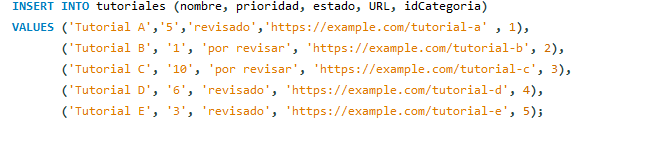 INSERT INTO tutoriales (nombre, prioridad, estado, URL, idCategoria)
VALUES ('Tutorial A','5','revisado','https://example.com/tutorial-a' , 1),
('Tutorial B', '1', 'por revisar', 'https://example.com/tutorial-b', 2),
('Tutorial C', '10', 'por revisar', 'https://example.com/tutorial-c', 3),
('Tutorial D', '6', 'revisado', 'https://example.com/tutorial-d', 4),
('Tutorial E', '3', 'revisado', 'https://example.com/tutorial-e', 5);